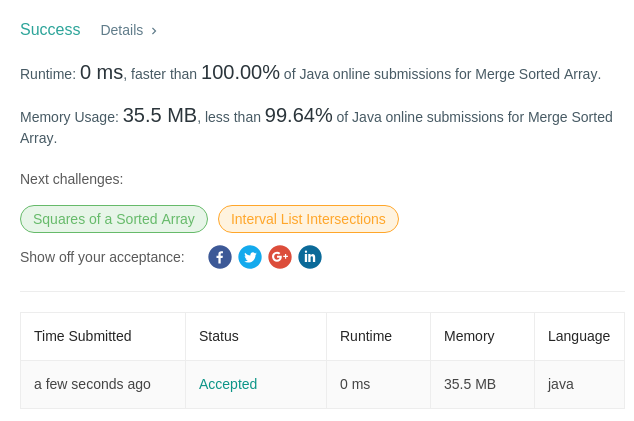 Success Details ›
Runtime: 0 ms, faster than 100.00% of Java online submissions for Merge Sorted Array.
Memory Usage: 35.5 MB, less than 99.64% of Java online submissions for Merge Sorted
Array.
Next challenges:
Squares of a Sorted Array Interval List Intersections
Show off your acceptance: f G+ in
Time Submitted Status Runtime Memory Language
a few seconds ago Accepted 0 ms 35.5 MB java